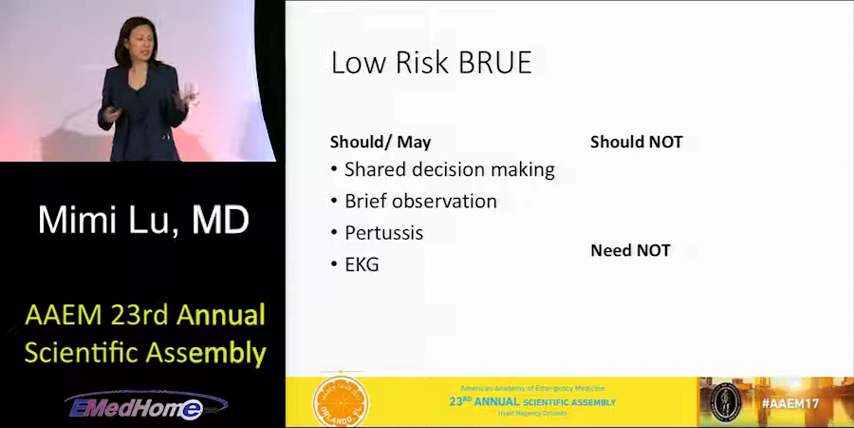 Low Risk BRUE
Should/ May
• Shared decision making
• Brief observation
• Pertussis
• EKG
Should NOT
Need NOT
Mimi Lu, MD
AAEM 23rd Annual
Scientific Assembly
EMedHome
ORLANDO, FL
American Academy of Emergency Medicine
23RD ANNUAL SCIENTIFIC ASSEMBLY
Hyatt Regency Orlando
#AAEM17